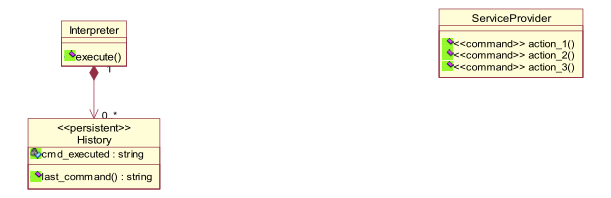 Interpreter
execute()
1
0..*
<<persistent>>
History
cmd_executed : string
last_command() : string
ServiceProvider
<<command>> action_1()
<<command>> action_2()
<<command>> action_3()